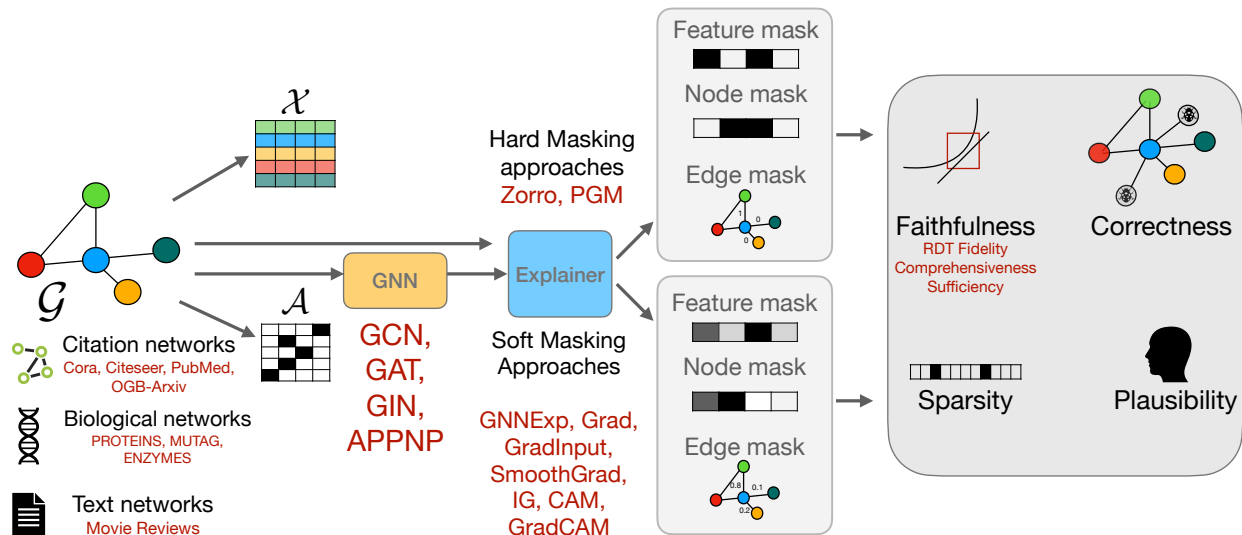 𝒳
𝒢
𝒜
Citation networks
Cora, Citeseer, PubMed,
OGB-Arxiv
Biological networks
PROTEINS, MUTAG,
ENZYMES
Text networks
Movie Reviews
GNN
GCN,
GAT,
GIN,
APPNP
Hard Masking
approaches
Zorro, PGM
Explainer
Soft Masking
Approaches
GNNExp, Grad,
GradInput,
SmoothGrad,
IG, CAM,
GradCAM
Feature mask
Node mask
Edge mask
1
0
0
Feature mask
Node mask
Edge mask
0.8
0.1
0.2
Faithfulness
RDT Fidelity
Comprehensiveness
Sufficiency
Correctness
Sparsity
Plausibility